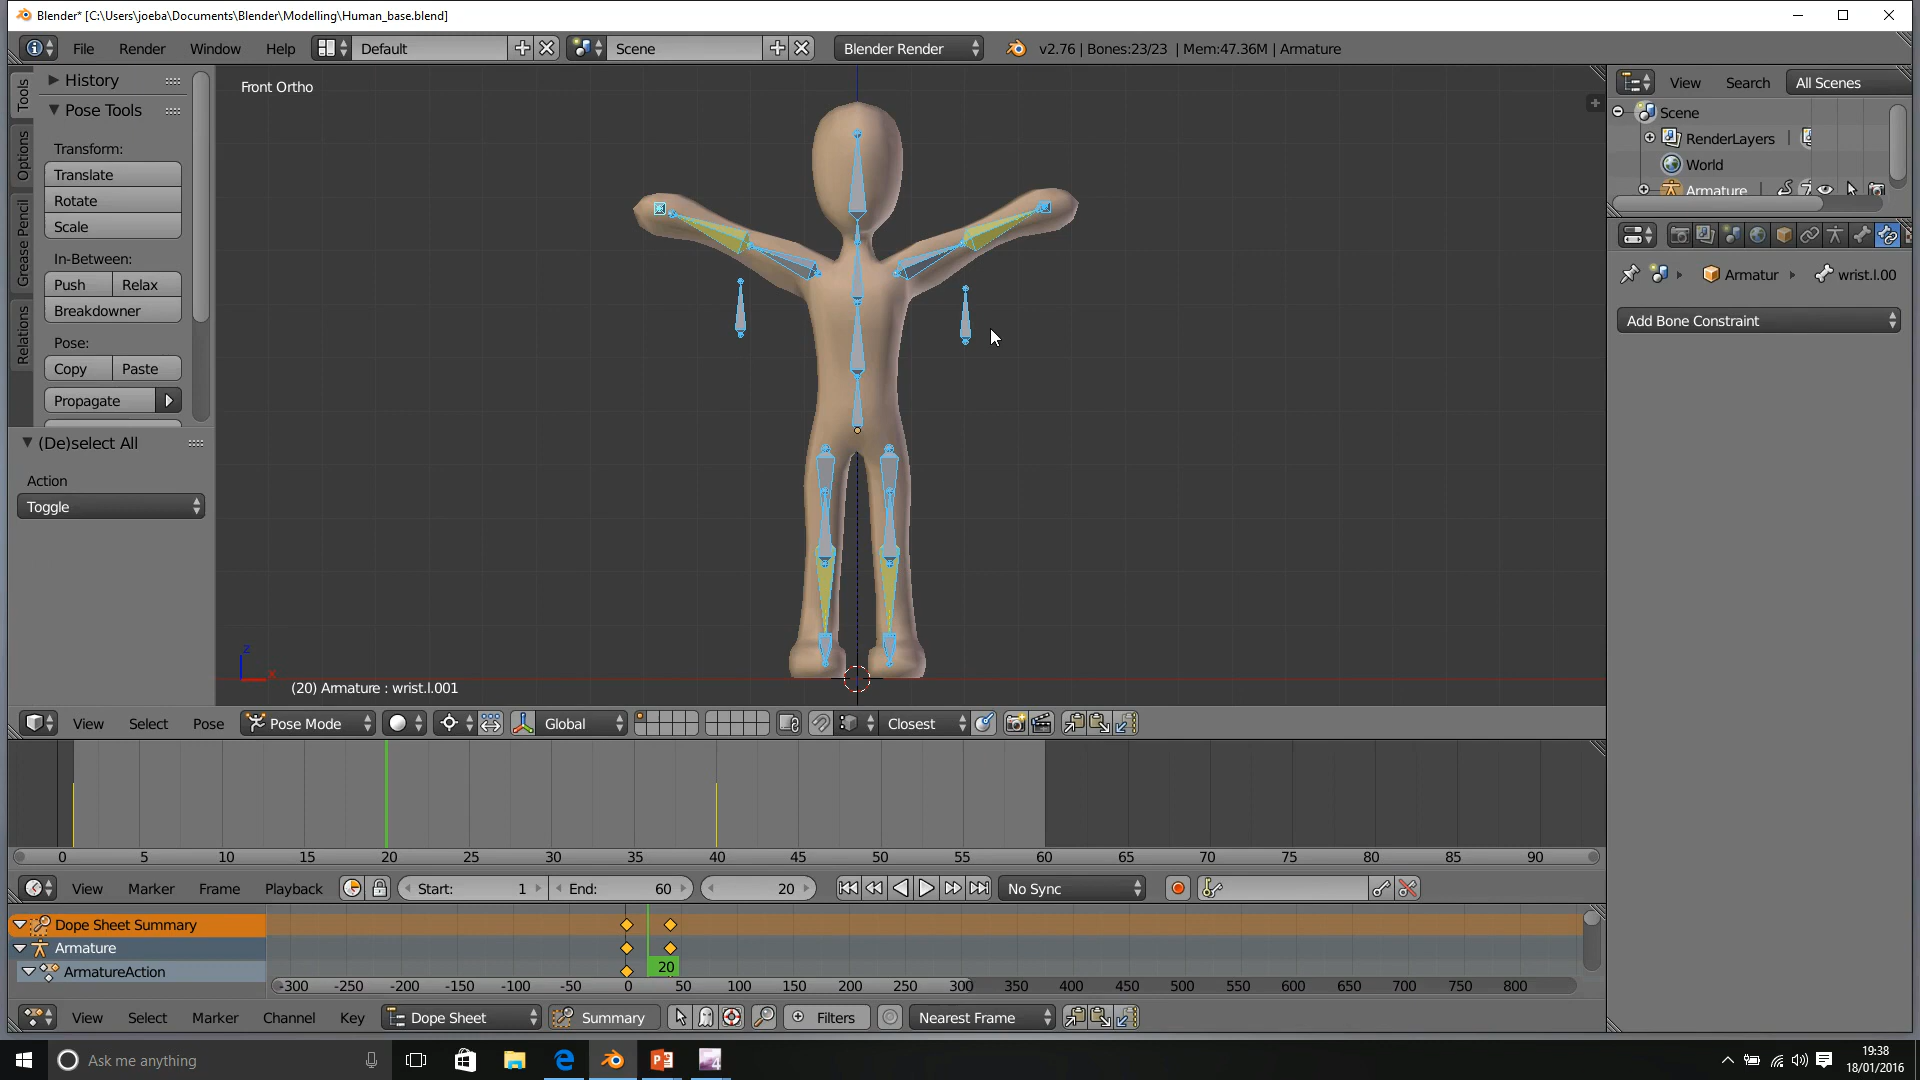 Blender* [C:\Users\joeba\Documents\Blender\Modelling\Human_base.blend]
File Render Window Help Default Scene Blender Render v2.76 | Bones:23/23 | Mem:47.36M | Armature
Tools
Options
Grease Pencil
Relations
History
Pose Tools
Transform:
Translate
Rotate
Scale
In-Between:
Push Relax
Breakdowner
Pose:
Copy Paste
Propagate
(De)select All
Action
Toggle
Front Ortho
z
x
(20) Armature : wrist.l.001
View Search All Scenes
Scene
RenderLayers |
World
Armature
Armatur wrist.l.00
Add Bone Constraint
View Select Pose Pose Mode Global Closest
0 5 10 15 20 25 30 35 40 45 50 55 60 65 70 75 80 85 90
View Marker Frame Playback Start: 1 End: 60 20 No Sync
Dope Sheet Summary
Armature
ArmatureAction
20
-300 -250 -200 -150 -100 -50 0 50 100 150 200 250 300 350 400 450 500 550 600 650 700 750 800
View Select Marker Channel Key Dope Sheet Summary Filters Nearest Frame
Ask me anything
19:38
18/01/2016